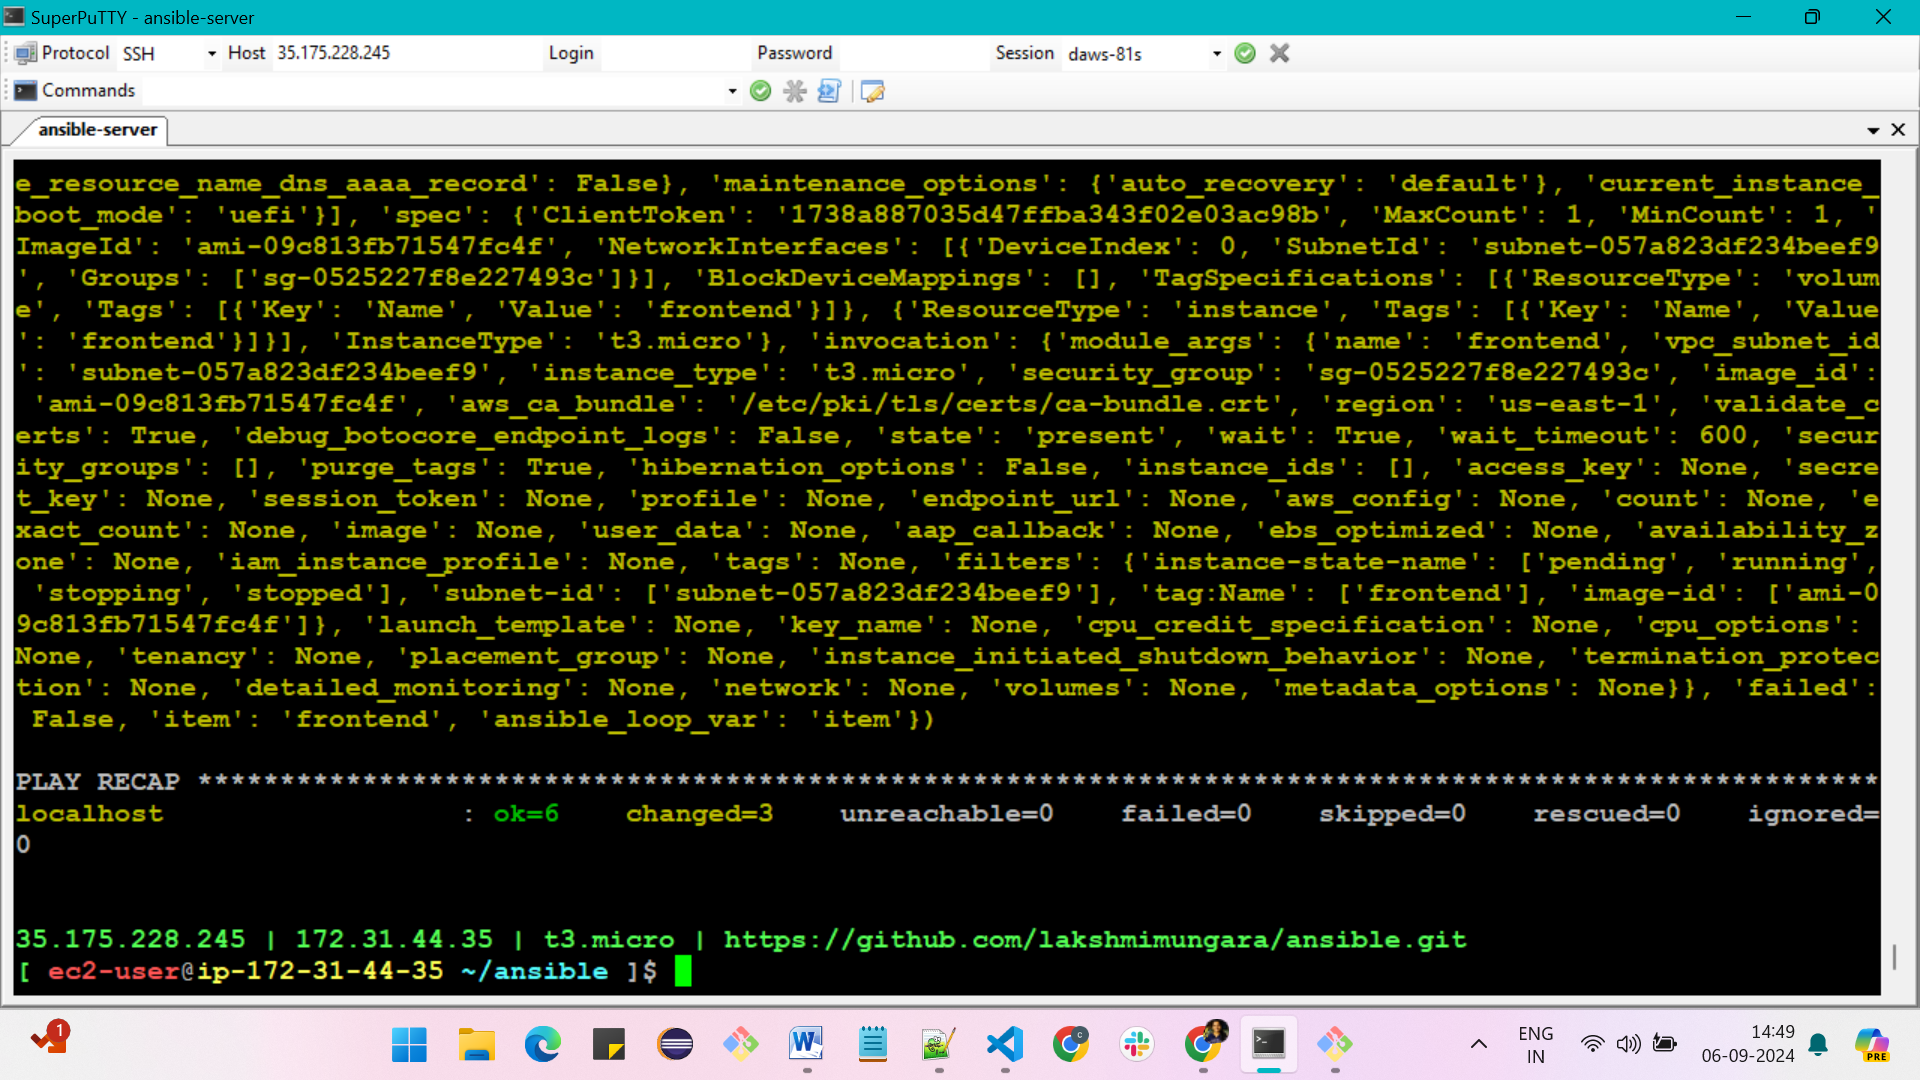 SuperPuTTY - ansible-server
Protocol SSH Host 35.175.228.245 Login Password Session daws-81s
Commands
ansible-server
e_resource_name_dns_aaaa_record': False}, 'maintenance_options': {'auto_recovery': 'default'}, 'current_instance_
boot_mode': 'uefi'}], 'spec': {'ClientToken': '1738a887035d47ffba343f02e03ac98b', 'MaxCount': 1, 'MinCount': 1, '
ImageId': 'ami-09c813fb71547fc4f', 'NetworkInterfaces': [{'DeviceIndex': 0, 'SubnetId': 'subnet-057a823df234beef9
', 'Groups': ['sg-0525227f8e227493c']}], 'BlockDeviceMappings': [], 'TagSpecifications': [{'ResourceType': 'volum
e', 'Tags': [{'Key': 'Name', 'Value': 'frontend'}]}, {'ResourceType': 'instance', 'Tags': [{'Key': 'Name', 'Value
': 'frontend'}]}], 'InstanceType': 't3.micro'}, 'invocation': {'module_args': {'name': 'frontend', 'vpc_subnet_id
': 'subnet-057a823df234beef9', 'instance_type': 't3.micro', 'security_group': 'sg-0525227f8e227493c', 'image_id':
 'ami-09c813fb71547fc4f', 'aws_ca_bundle': '/etc/pki/tls/certs/ca-bundle.crt', 'region': 'us-east-1', 'validate_c
erts': True, 'debug_botocore_endpoint_logs': False, 'state': 'present', 'wait': True, 'wait_timeout': 600, 'secur
ity_groups': [], 'purge_tags': True, 'hibernation_options': False, 'instance_ids': [], 'access_key': None, 'secre
t_key': None, 'session_token': None, 'profile': None, 'endpoint_url': None, 'aws_config': None, 'count': None, 'e
xact_count': None, 'image': None, 'user_data': None, 'aap_callback': None, 'ebs_optimized': None, 'availability_z
one': None, 'iam_instance_profile': None, 'tags': None, 'filters': {'instance-state-name': ['pending', 'running',
 'stopping', 'stopped'], 'subnet-id': ['subnet-057a823df234beef9'], 'tag:Name': ['frontend'], 'image-id': ['ami-0
9c813fb71547fc4f']}, 'launch_template': None, 'key_name': None, 'cpu_credit_specification': None, 'cpu_options':
None, 'tenancy': None, 'placement_group': None, 'instance_initiated_shutdown_behavior': None, 'termination_protec
tion': None, 'detailed_monitoring': None, 'network': None, 'volumes': None, 'metadata_options': None}}, 'failed':
 False, 'item': 'frontend', 'ansible_loop_var': 'item'})
PLAY RECAP ******************************************************************************************************
localhost : ok=6 changed=3 unreachable=0 failed=0 skipped=0 rescued=0 ignored=
0
35.175.228.245 | 172.31.44.35 | t3.micro | https://github.com/lakshmimungara/ansible.git
[ ec2-user@ip-172-31-44-35 ~/ansible ]$
1
ENG
IN
14:49
06-09-2024
PRE